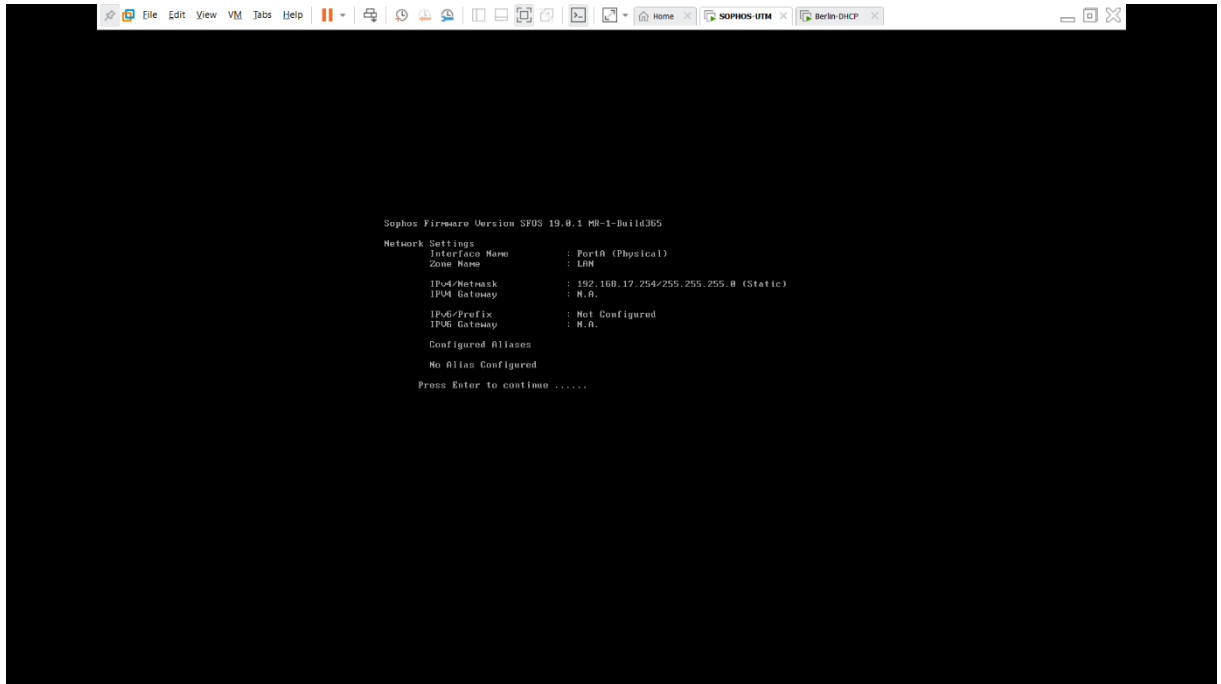 File Edit View VM Tabs Help Home SOPHOS-UTM Berlin-DHCP
Sophos Firmware Version SFOS 19.0.1 MR-1-Build365
Network Settings
Interface Name : PortA (Physical)
Zone Name : LAN
IPv4/Netmask : 192.168.17.254/255.255.255.0 (Static)
IPV4 Gateway : N.A.
IPv6/Prefix : Not Configured
IPV6 Gateway : N.A.
Configured Aliases
No Alias Configured
Press Enter to continue ......